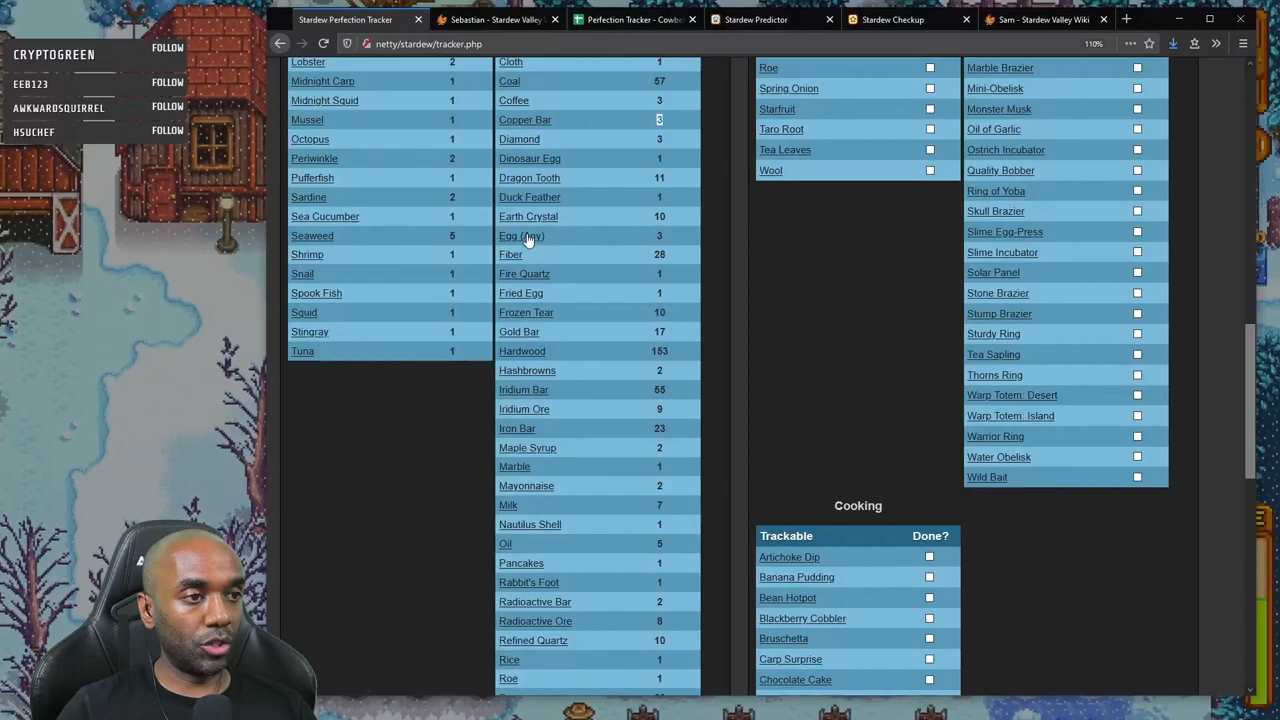 Stardew Perfection Tracker
Sebastian - Stardew Valley W
Perfection Tracker - Cowbe
Stardew Predictor
Stardew Checkup
Sam - Stardew Valley Wiki
netty/stardew/tracker.php
110%
CRYPTOGREEN FOLLOW
EEB123 FOLLOW
AWKWARDSQUIRREL FOLLOW
HSUCHEF FOLLOW
Lobster 2
Midnight Carp 1
Midnight Squid 1
Mussel 1
Octopus 1
Periwinkle 2
Pufferfish 1
Sardine 2
Sea Cucumber 1
Seaweed 5
Shrimp 1
Snail 1
Spook Fish 1
Squid 1
Stingray 1
Tuna 1
Cloth 1
Coal 57
Coffee 3
Copper Bar 3
Diamond 3
Dinosaur Egg 1
Dragon Tooth 11
Duck Feather 1
Earth Crystal 10
Egg (Any) 3
Fiber 28
Fire Quartz 1
Fried Egg 1
Frozen Tear 10
Gold Bar 17
Hardwood 153
Hashbrowns 2
Iridium Bar 55
Iridium Ore 9
Iron Bar 23
Maple Syrup 2
Marble 1
Mayonnaise 2
Milk 7
Nautilus Shell 1
Oil 5
Pancakes 1
Rabbit's Foot 1
Radioactive Bar 2
Radioactive Ore 8
Refined Quartz 10
Rice 1
Roe 1
Roe
Spring Onion
Starfruit
Taro Root
Tea Leaves
Wool
Marble Brazier
Mini-Obelisk
Monster Musk
Oil of Garlic
Ostrich Incubator
Quality Bobber
Ring of Yoba
Skull Brazier
Slime Egg-Press
Slime Incubator
Solar Panel
Stone Brazier
Stump Brazier
Sturdy Ring
Tea Sapling
Thorns Ring
Warp Totem: Desert
Warp Totem: Island
Warrior Ring
Water Obelisk
Wild Bait
Cooking
Trackable Done?
Artichoke Dip
Banana Pudding
Bean Hotpot
Blackberry Cobbler
Bruschetta
Carp Surprise
Chocolate Cake